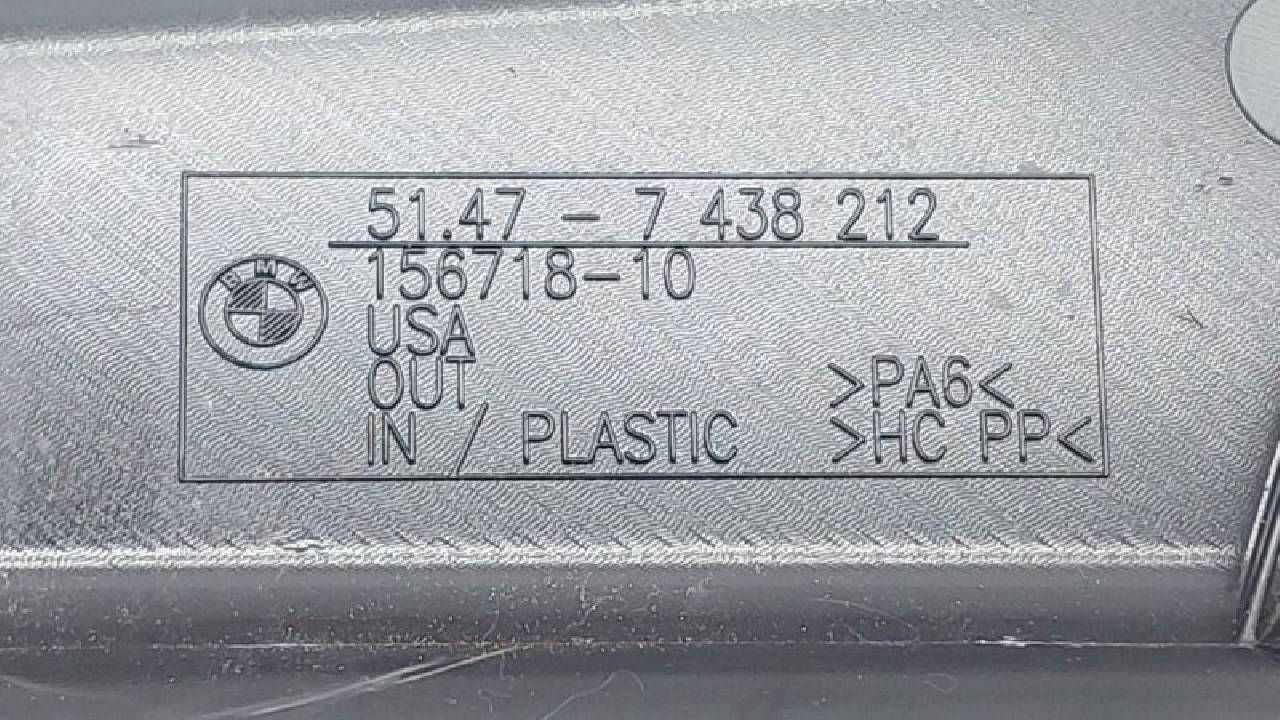 51.47 - 7 438 212
BMW
156718-10
USA
OUT >PA6<
IN / PLASTIC >HC PP<